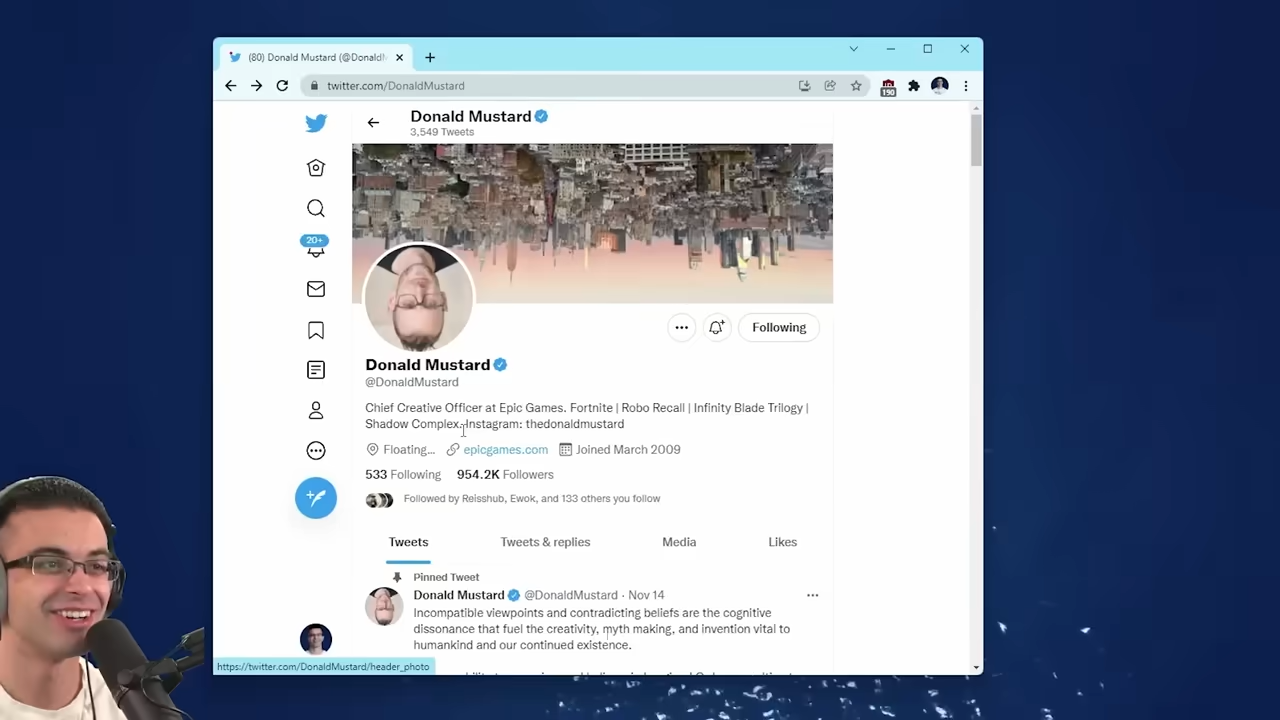 (80) Donald Mustard (@DonaldM
twitter.com/DonaldMustard
190
Donald Mustard
3,549 Tweets
20+
Following
Donald Mustard
@DonaldMustard
Chief Creative Officer at Epic Games. Fortnite | Robo Recall | Infinity Blade Trilogy |
Shadow Complex. Instagram: thedonaldmustard
Floating... epicgames.com Joined March 2009
533 Following 954.2K Followers
Followed by Reisshub, Ewok, and 133 others you follow
Tweets Tweets & replies Media Likes
Pinned Tweet
Donald Mustard @DonaldMustard · Nov 14
Incompatible viewpoints and contradicting beliefs are the cognitive
dissonance that fuel the creativity, myth making, and invention vital to
humankind and our continued existence.
https://twitter.com/DonaldMustard/header_photo